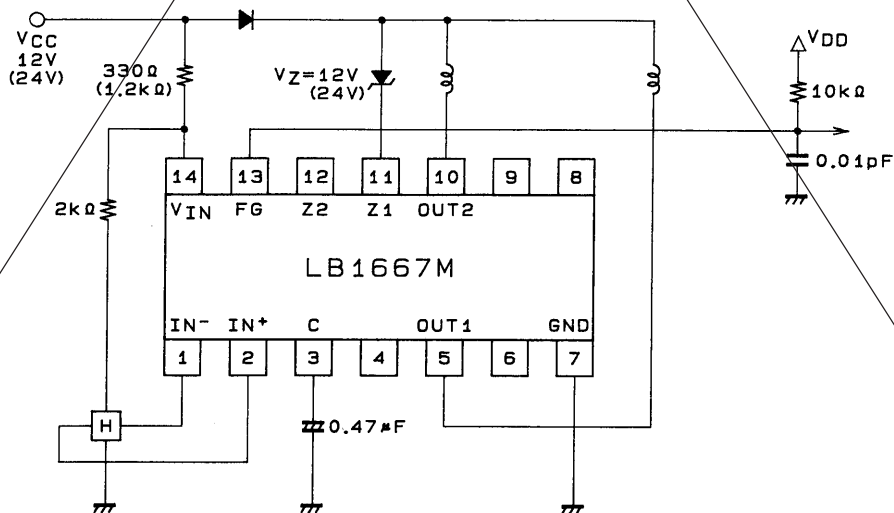 VCC
12V
(24V)
330Ω
(1.2kΩ)
VZ=12V
(24V)
VDD
10kΩ
0.01pF
14 13 12 11 10 9 8
2kΩ
VIN FG Z2 Z1 OUT2
LB1667M
IN- IN+ C OUT1 GND
1 2 3 4 5 6 7
H
0.47μF